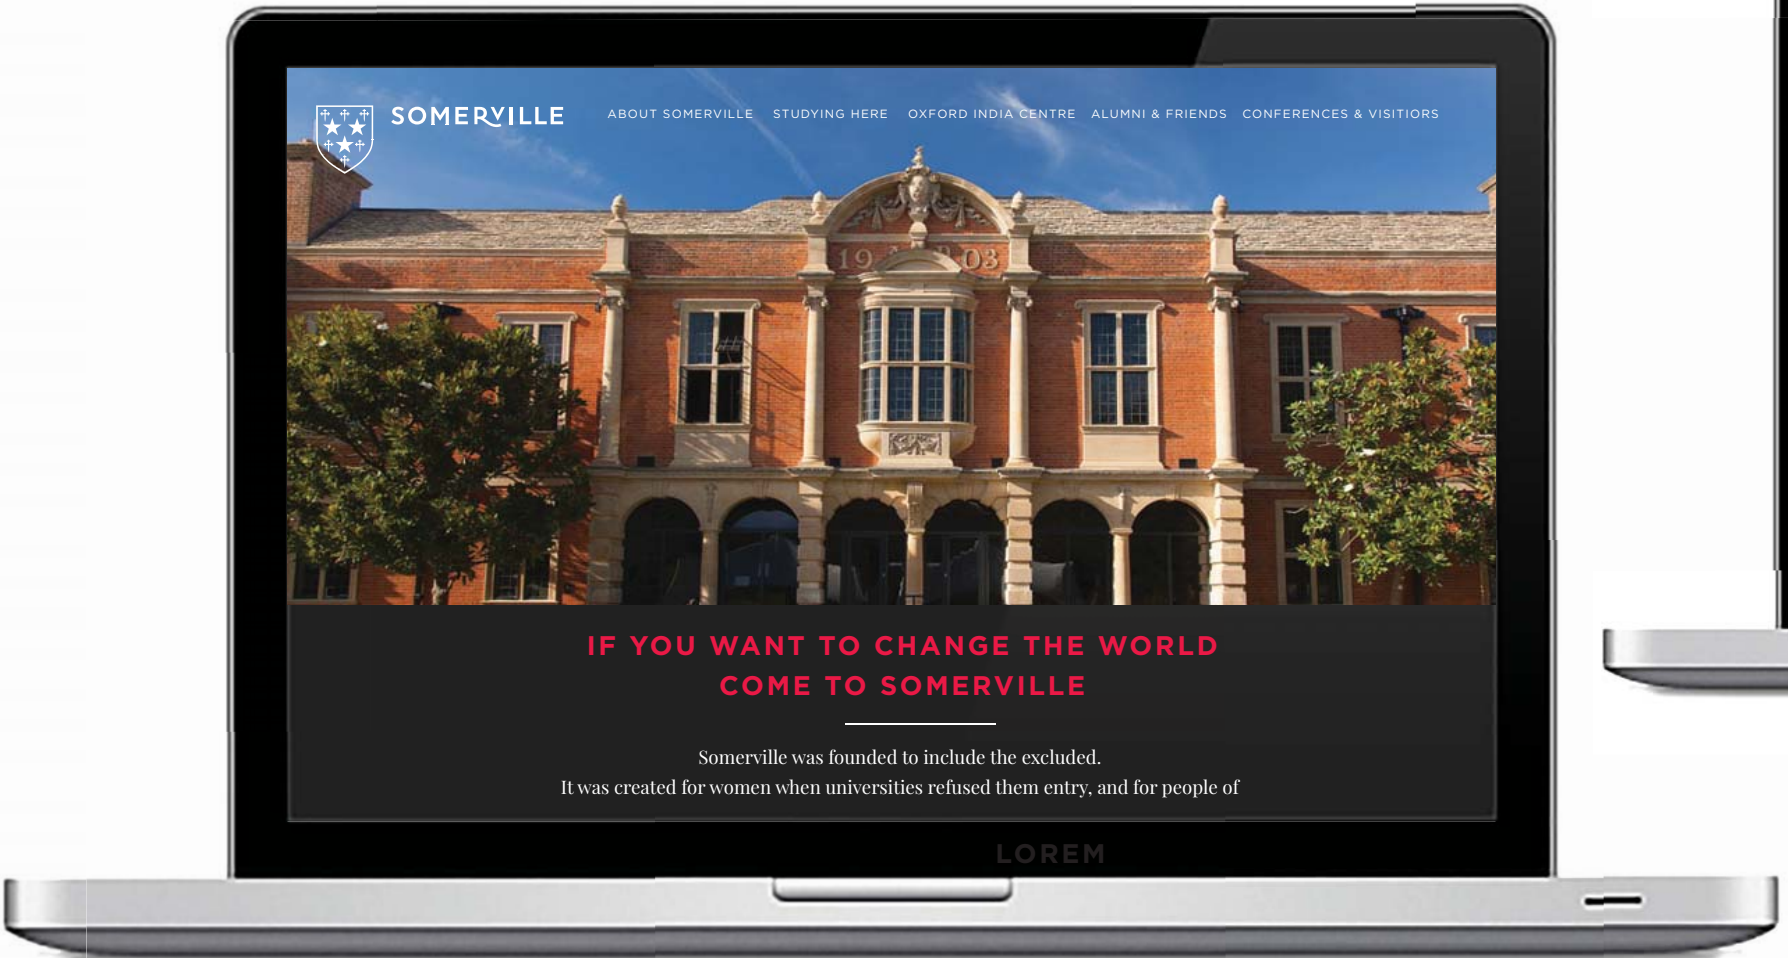 SOMERVILLE
ABOUT SOMERVILLE STUDYING HERE OXFORD INDIA CENTRE ALUMNI & FRIENDS CONFERENCES & VISITIORS
19 03
IF YOU WANT TO CHANGE THE WORLD
COME TO SOMERVILLE
Somerville was founded to include the excluded.
It was created for women when universities refused them entry, and for people of
LOREM